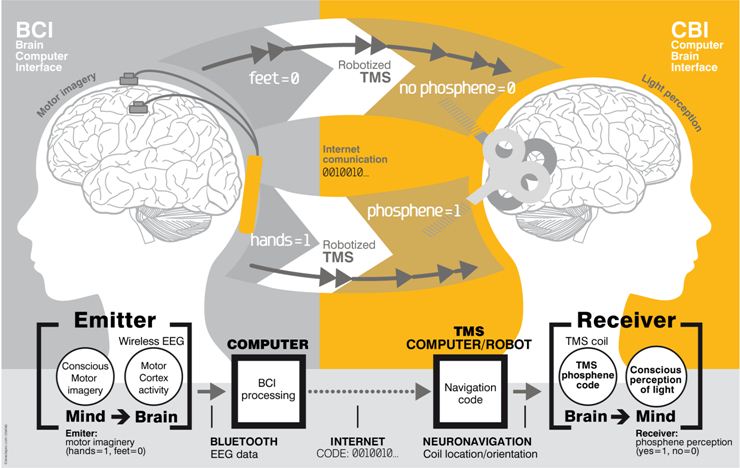 BCI
Brain
Computer
Interface
CBI
Computer
Brain
Interface
Motor imagery
Light perception
feet=0
Robotized
TMS
no phosphene=0
Internet
comunication
0010010...
hands=1
Robotized
TMS
phosphene=1
Emitter
Wireless EEG
Conscious
Motor
imagery
Motor
Cortex
activity
Mind → Brain
Emitter:
motor imaginery
(hands=1, feet=0)
COMPUTER
BCI
processing
BLUETOOTH
EEG data
INTERNET
CODE: 0010010...
TMS
COMPUTER/ROBOT
Navigation
code
NEURONAVIGATION
Coil location/orientation
Receiver
TMS coil
TMS
phosphene
code
Conscious
perception
of light
Brain → Mind
Receiver:
phosphene perception
(yes=1, no=0)